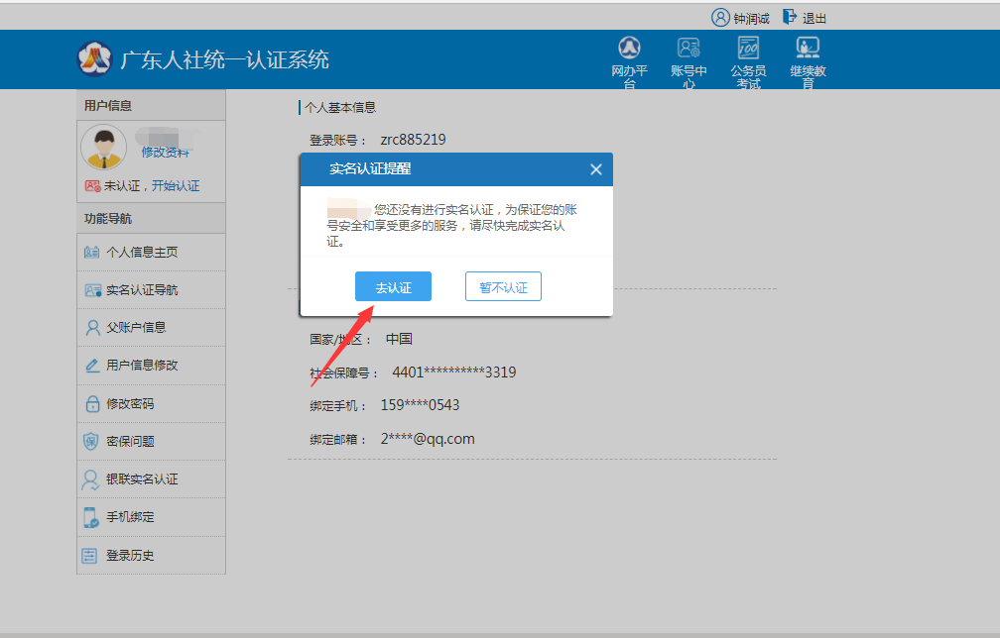 钟润诚 退出
广东人社统一认证系统
网办平台
账号中心
公务员考试
继续教育
用户信息
修改资料
未认证，开始认证
功能导航
个人信息主页
实名认证导航
父账户信息
用户信息修改
修改密码
密保问题
银联实名认证
手机绑定
登录历史
个人基本信息
登录账号： zrc885219
实名认证提醒
您还没有进行实名认证，为保证您的账
号安全和享受更多的服务，请尽快完成实名认
证。
去认证 暂不认证
国家/地区： 中国
社会保障号： 4401**********3319
绑定手机： 159****0543
绑定邮箱： 2****@qq.com